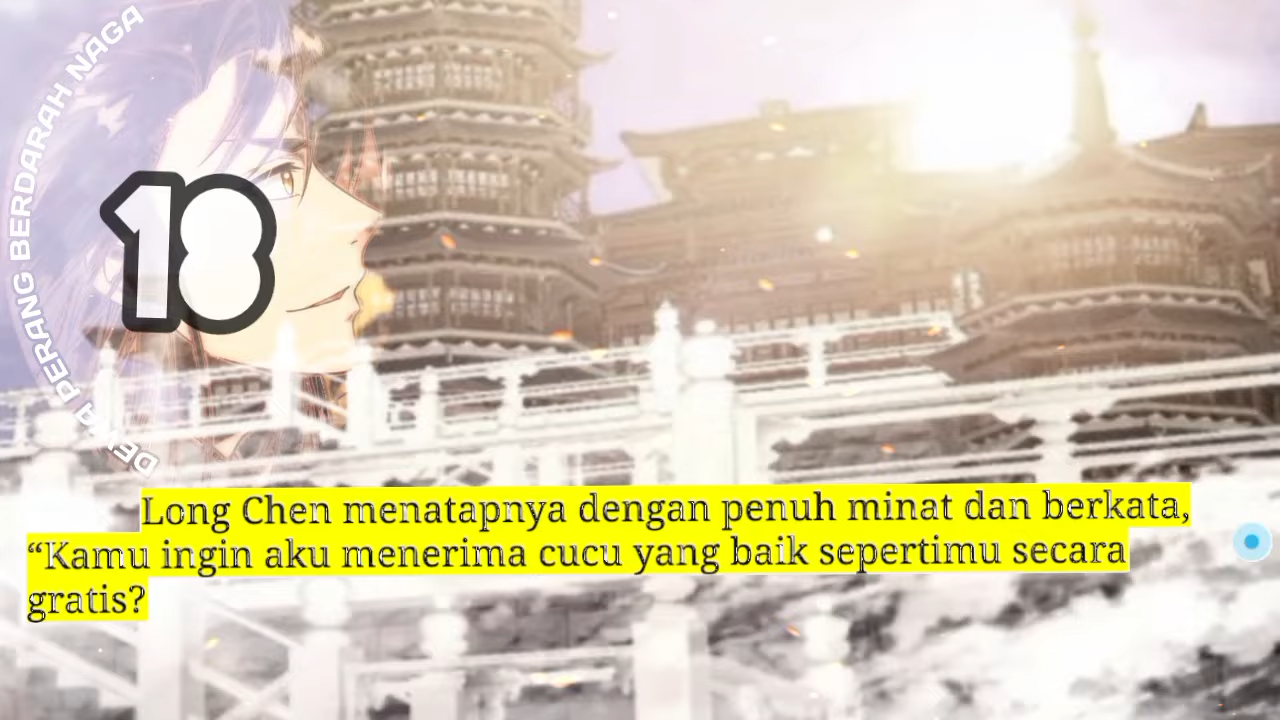 DEWA PERANG BERDARAH NAGA
18
Long Chen menatapnya dengan penuh minat dan berkata,
“Kamu ingin aku menerima cucu yang baik sepertimu secara
gratis?